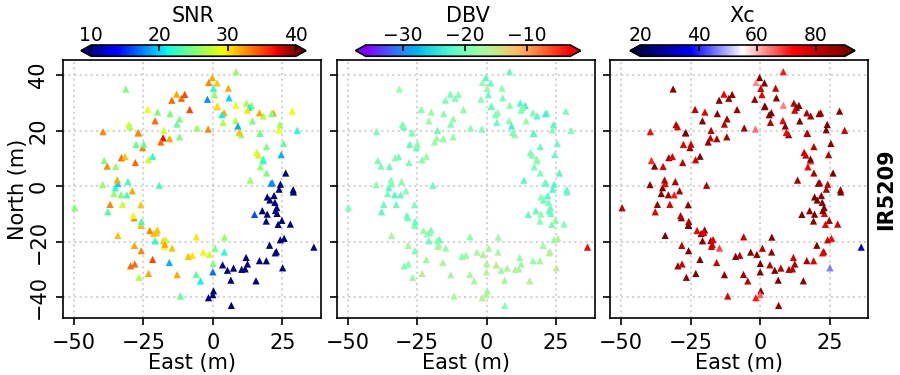 SNR DBV Xc
10 20 30 40 −30 −20 −10 20 40 60 80
40
20
0
−20
−40
North (m)
IR5209
−50 −25 0 25 −50 −25 0 25 −50 −25 0 25
East (m) East (m) East (m)